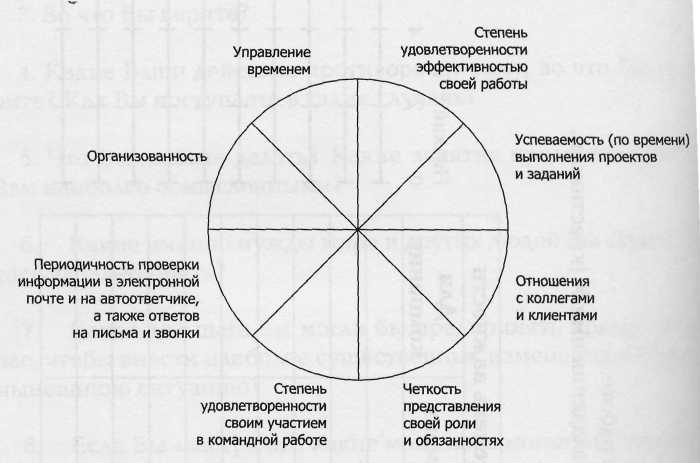 Степень
удовлетворенности
эффективностью
своей работы
Управление
временем
Успеваемость (по времени)
выполнения проектов
и заданий
Организованность
Отношения
с коллегами
и клиентами
Периодичность проверки
информации в электронной
почте и на автоответчике,
а также ответов
на письма и звонки
Четкость
представления
своей роли
и обязанностях
Степень
удовлетворенности
своим участием
в командной работе